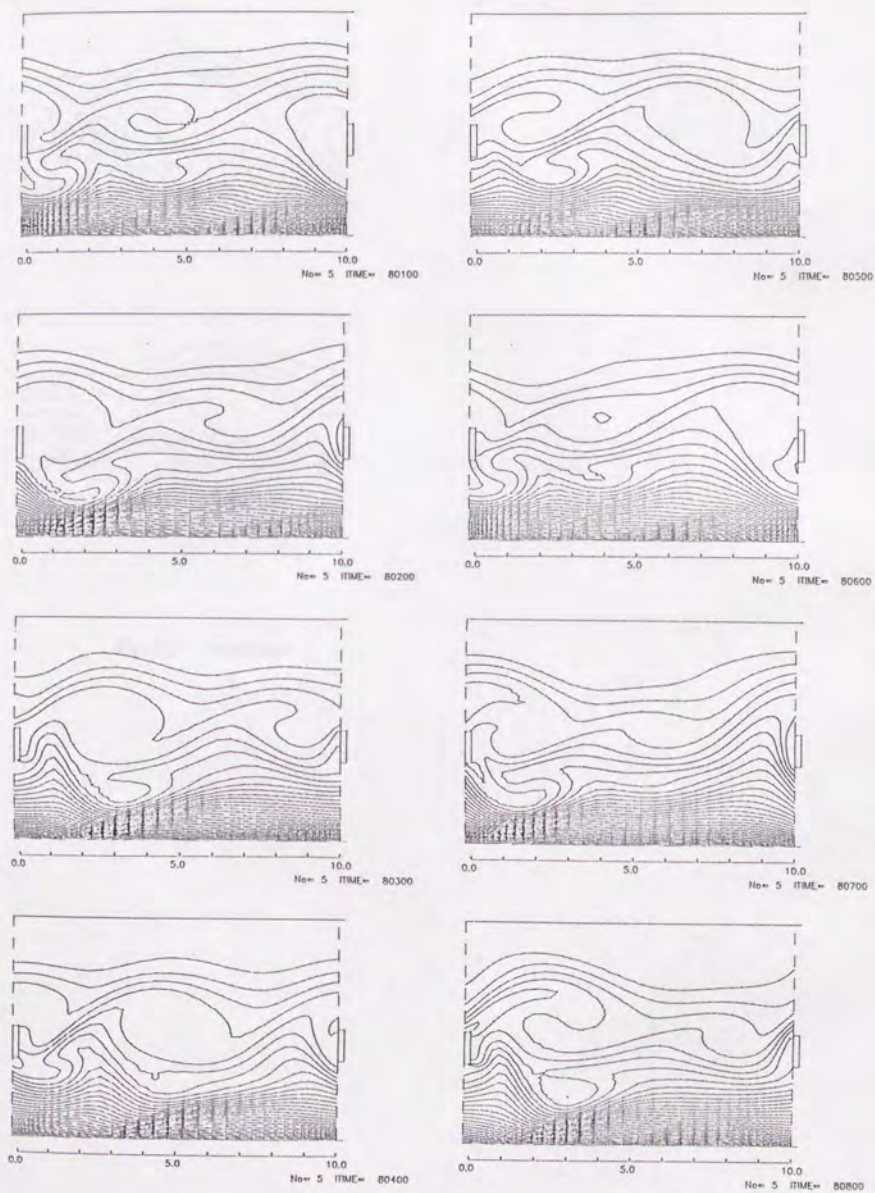 0.0 5.0 10.0
No= 5 ITIME= 80100
0.0 5.0 10.0
No= 5 ITIME= 80200
0.0 5.0 10.0
No= 5 ITIME= 80300
0.0 5.0 10.0
No= 5 ITIME= 80400
0.0 5.0 10.0
No= 5 ITIME= 80500
0.0 5.0 10.0
No= 5 ITIME= 80600
0.0 5.0 10.0
No= 5 ITIME= 80700
0.0 5.0 10.0
No= 5 ITIME= 80800